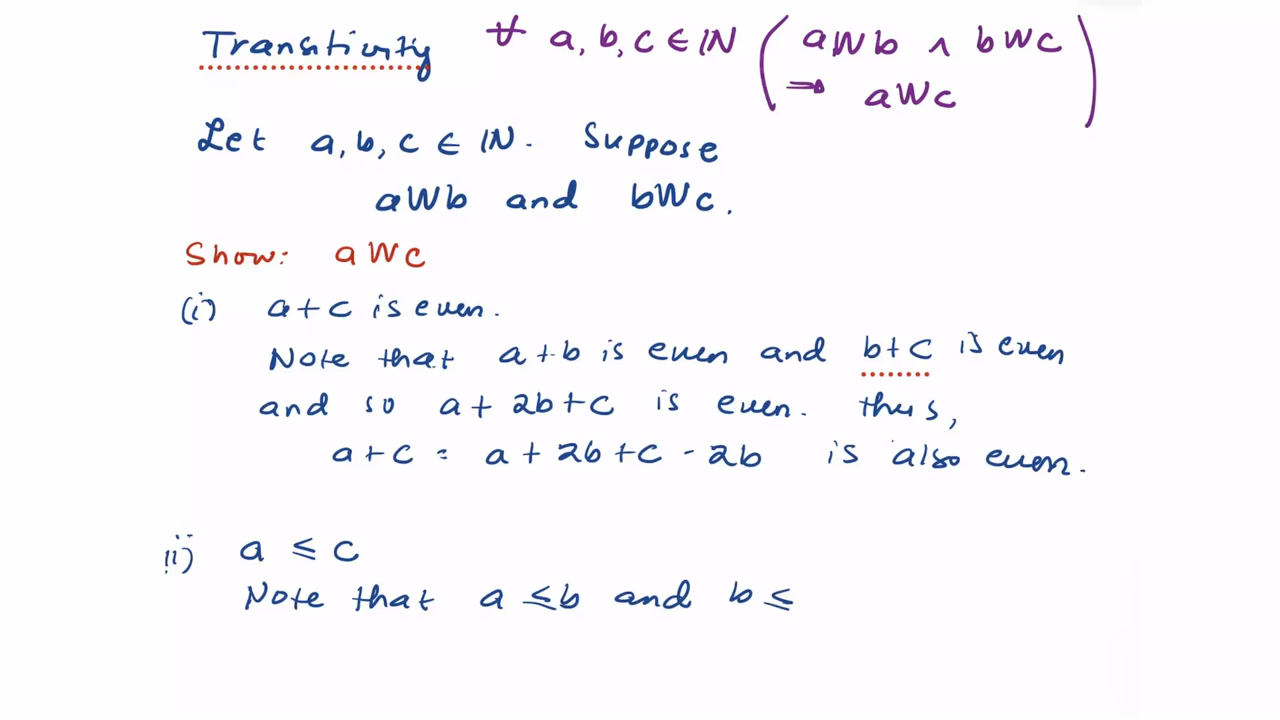 Transitivity ∀ a, b, c ∈ ℕ ( aWb ∧ bWc
⇒ aWc )
Let a, b, c ∈ ℕ. Suppose
aWb and bWc.
Show: aWc
(i) a+c is even.
Note that a+b is even and b+c is even
and so a+2b+c is even. thus,
a+c = a+2b+c-2b is also even.
ii) a ≤ c
Note that a ≤ b and b ≤